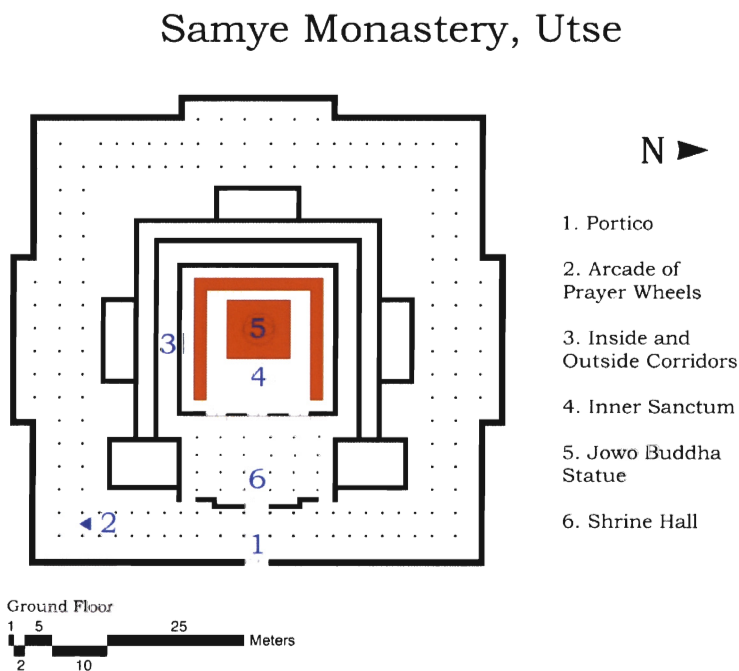 Samye Monastery, Utse
N
1. Portico
2. Arcade of
Prayer Wheels
3. Inside and
Outside Corridors
4. Inner Sanctum
5. Jowo Buddha
Statue
6. Shrine Hall
5
3
4
6
2
1
Ground Floor
1 5 25
Meters
2 10